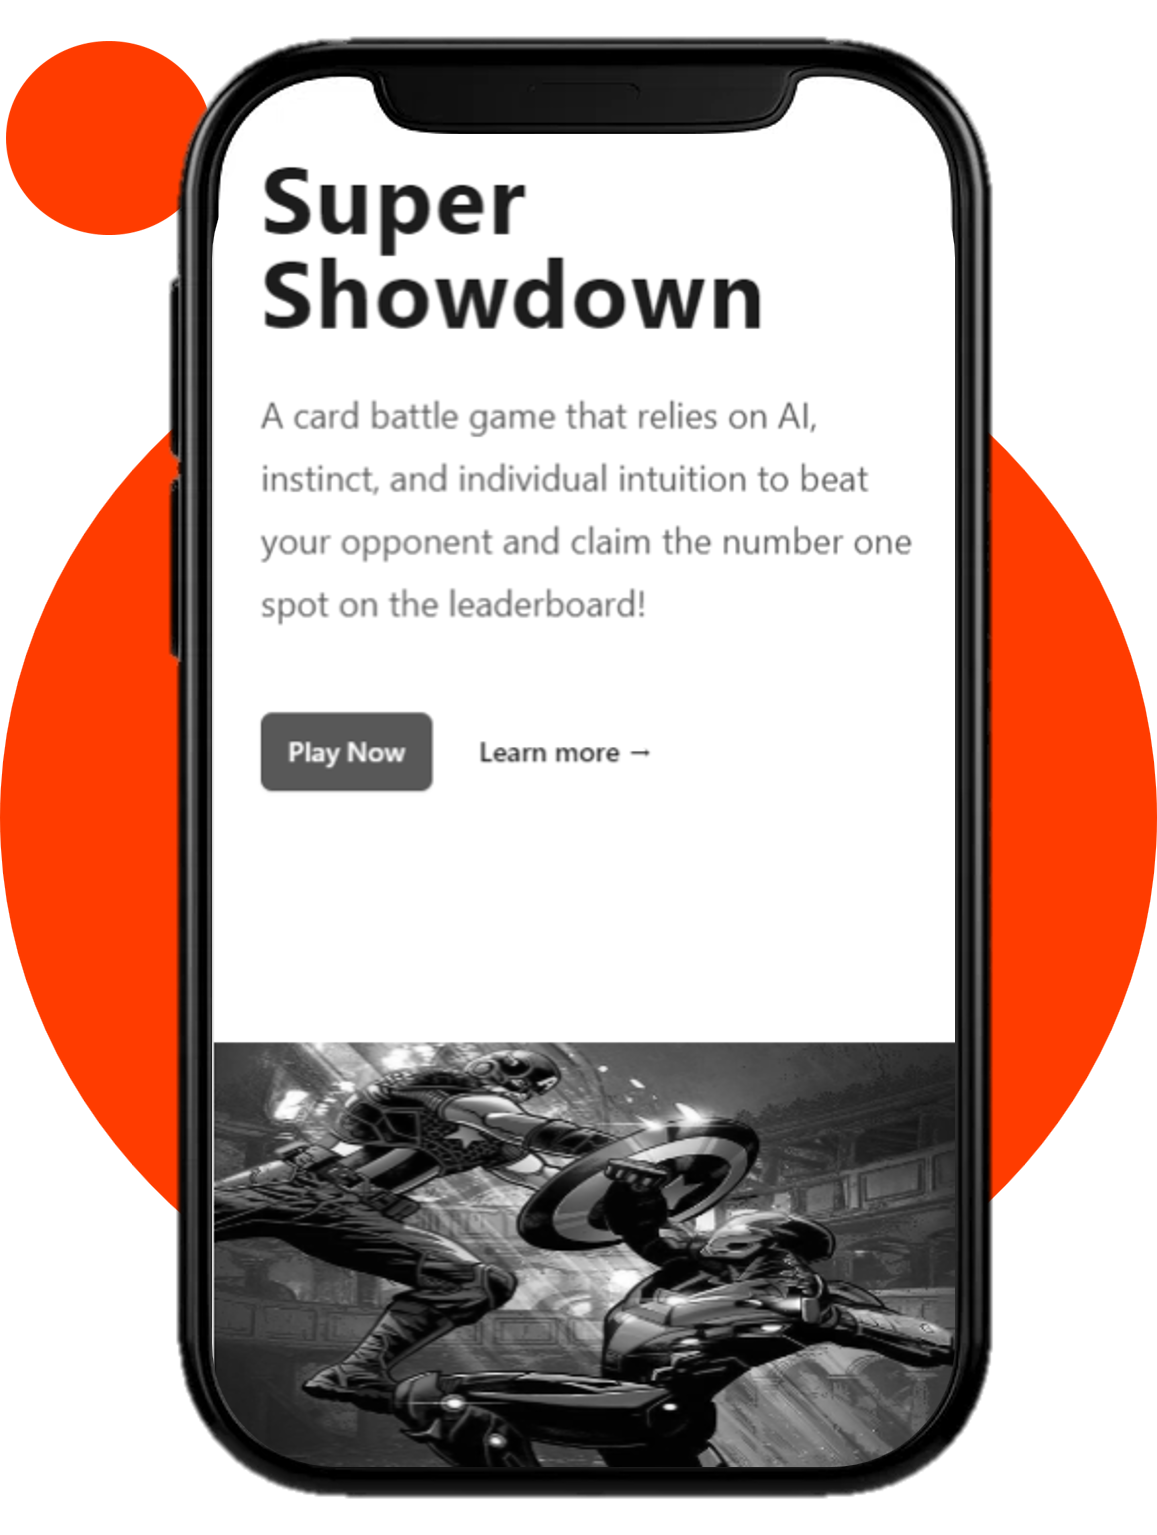 Super
Showdown
A card battle game that relies on AI,
instinct, and individual intuition to beat
your opponent and claim the number one
spot on the leaderboard!
Play Now
Learn more →